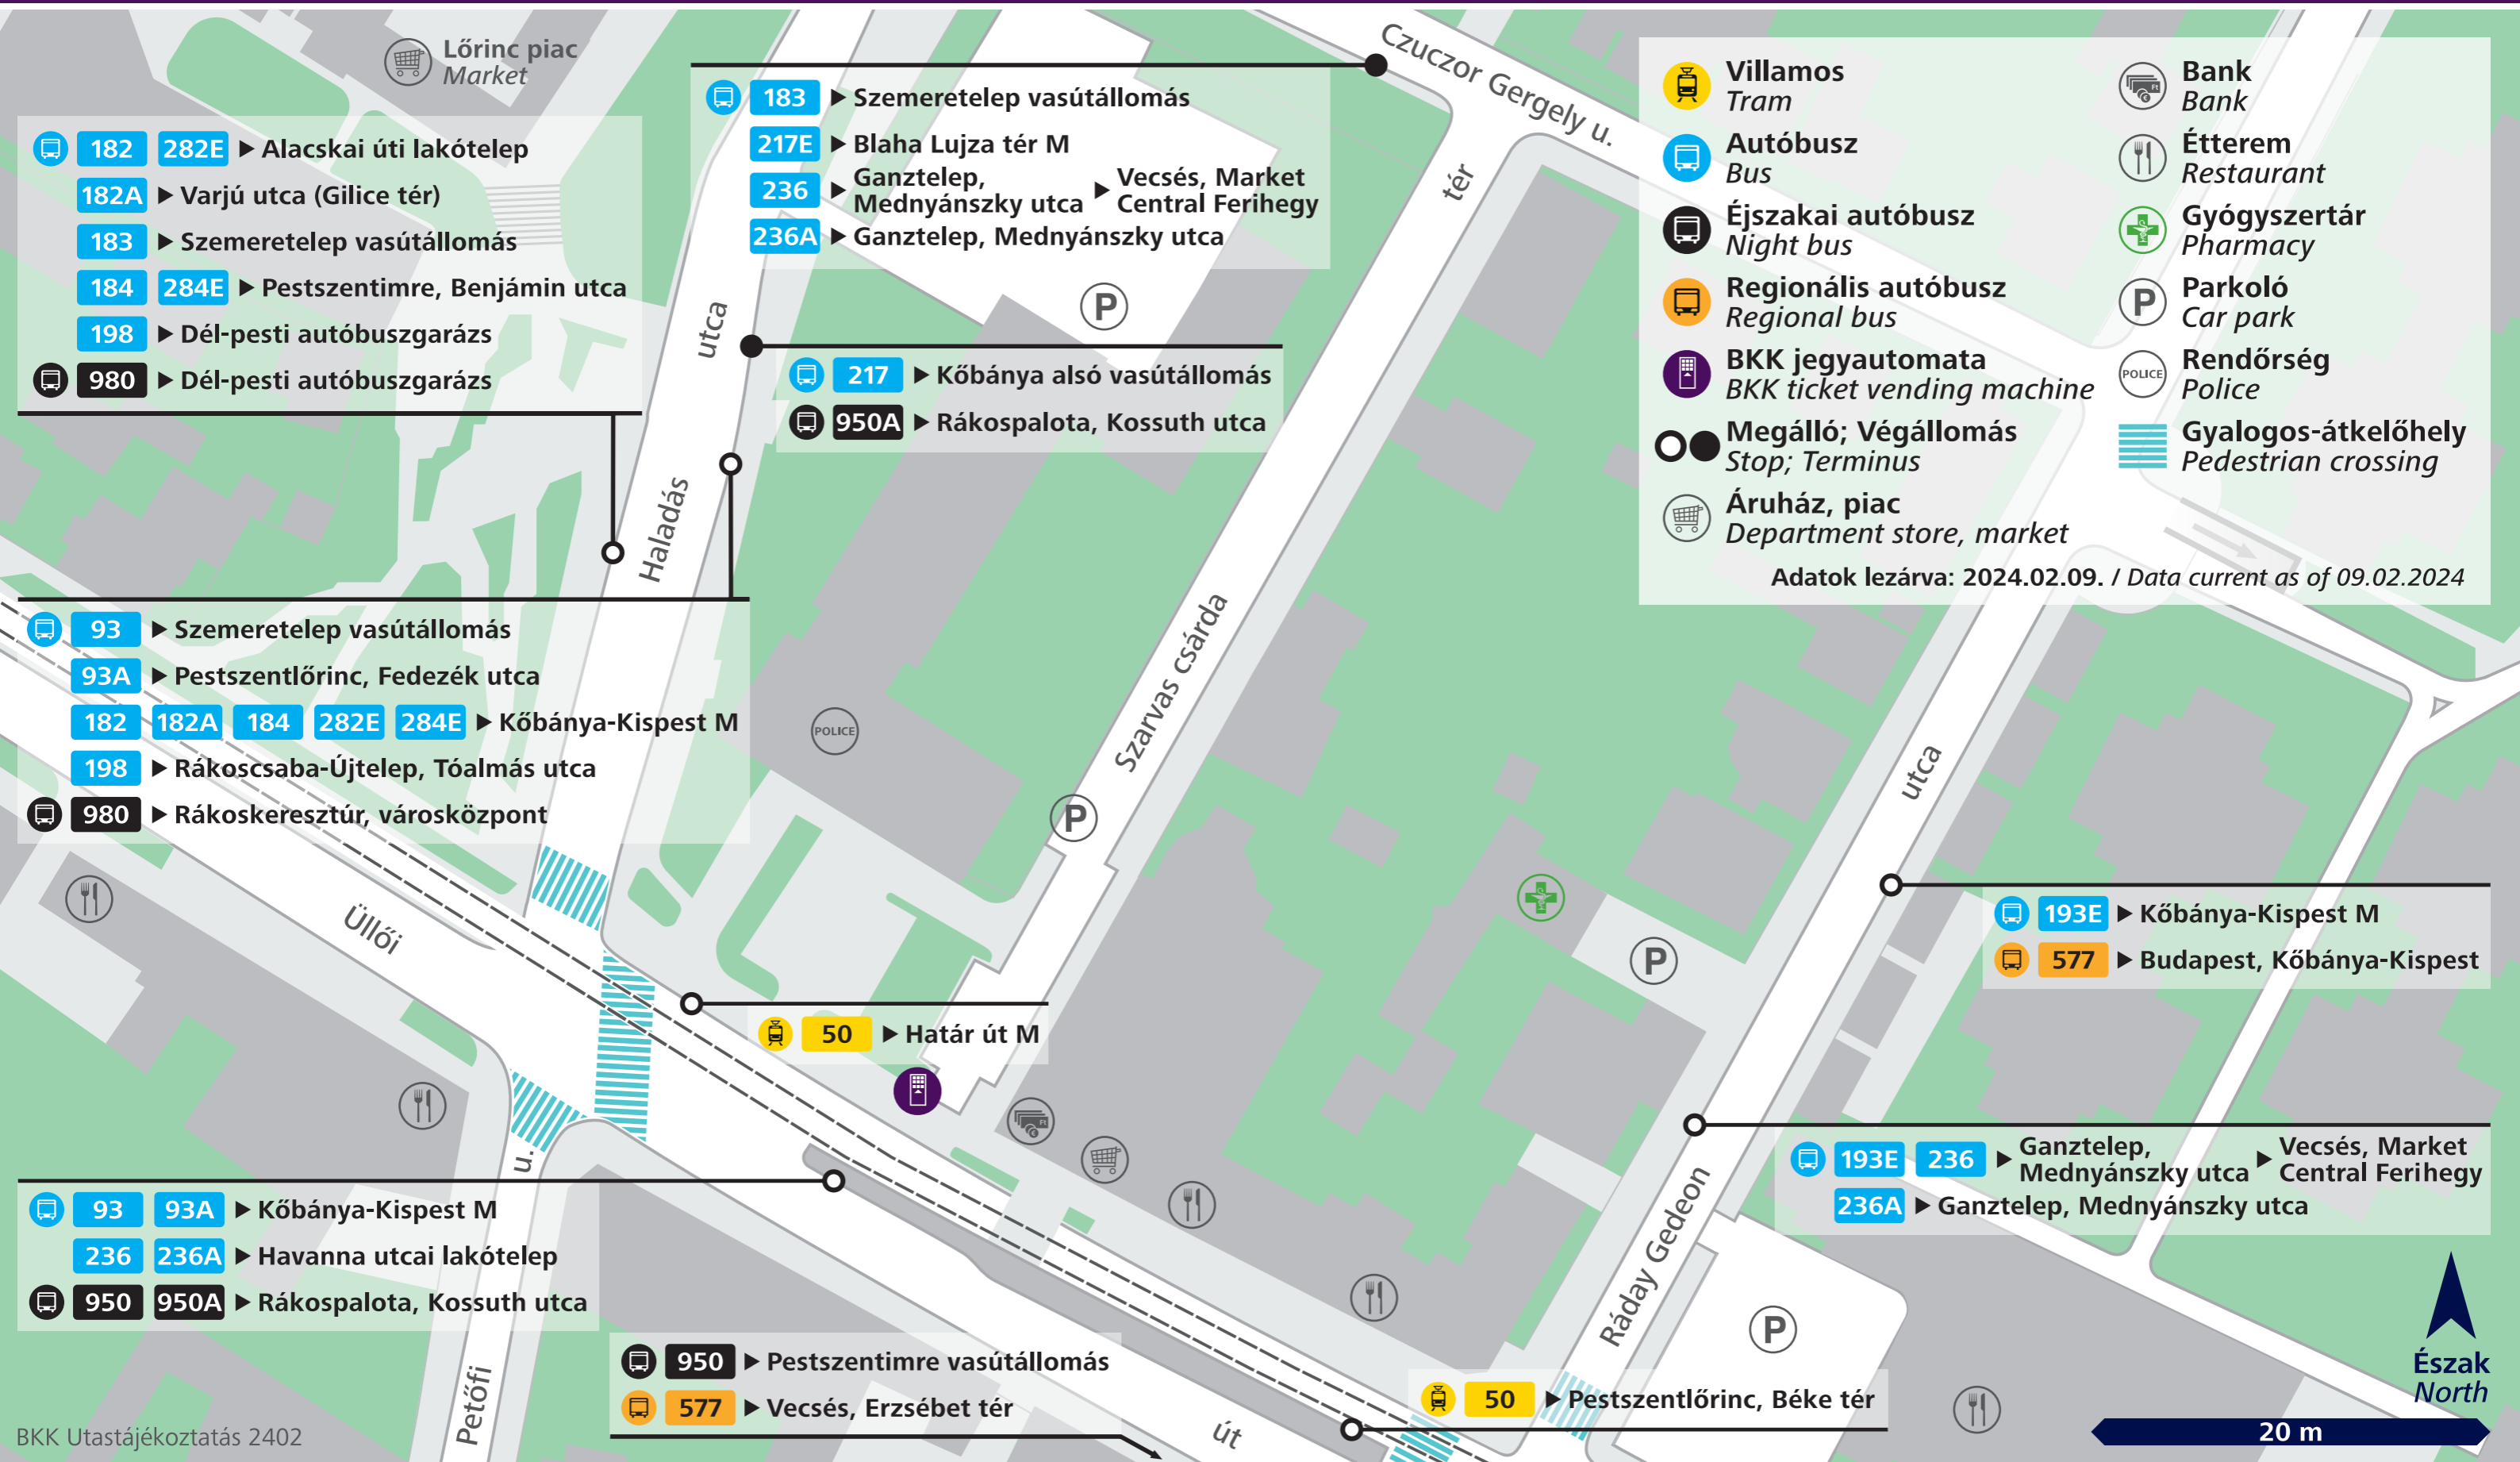 Lőrinc piac
Market
182 282E Alacskai úti lakótelep
182A Varjú utca (Gilice tér)
183 Szemeretelep vasútállomás
184 284E Pestszentimre, Benjámin utca
198 Dél-pesti autóbuszgarázs
980 Dél-pesti autóbuszgarázs
183 Szemeretelep vasútállomás
217E Blaha Lujza tér M
236 Ganztelep, Mednyánszky utca Vecsés, Market Central Ferihegy
236A Ganztelep, Mednyánszky utca
217 Kőbánya alsó vasútállomás
950A Rákospalota, Kossuth utca
Czuczor Gergely u.
Szarvas csárda tér
Haladás utca
P
Villamos
Tram
Autóbusz
Bus
Éjszakai autóbusz
Night bus
Regionális autóbusz
Regional bus
BKK jegyautomata
BKK ticket vending machine
Megálló; Végállomás
Stop; Terminus
Áruház, piac
Department store, market
Ft
€
Bank
Bank
Étterem
Restaurant
Gyógyszertár
Pharmacy
P
Parkoló
Car park
POLICE
Rendőrség
Police
Gyalogos-átkelőhely
Pedestrian crossing
Adatok lezárva: 2024.02.09. / Data current as of 09.02.2024
93 Szemeretelep vasútállomás
93A Pestszentlőrinc, Fedezék utca
182 182A 184 282E 284E Kőbánya-Kispest M
198 Rákoscsaba-Újtelep, Tóalmás utca
980 Rákoskeresztúr, városközpont
POLICE
P
P
193E Kőbánya-Kispest M
577 Budapest, Kőbánya-Kispest
Üllői út
50 Határ út M
Ft
€
193E 236 Ganztelep, Mednyánszky utca Vecsés, Market Central Ferihegy
236A Ganztelep, Mednyánszky utca
Ráday Gedeon utca
P
93 93A Kőbánya-Kispest M
236 236A Havanna utcai lakótelep
950 950A Rákospalota, Kossuth utca
Petőfi u.
950 Pestszentimre vasútállomás
577 Vecsés, Erzsébet tér
50 Pestszentlőrinc, Béke tér
Észak
North
20 m
BKK Utastájékoztatás 2402